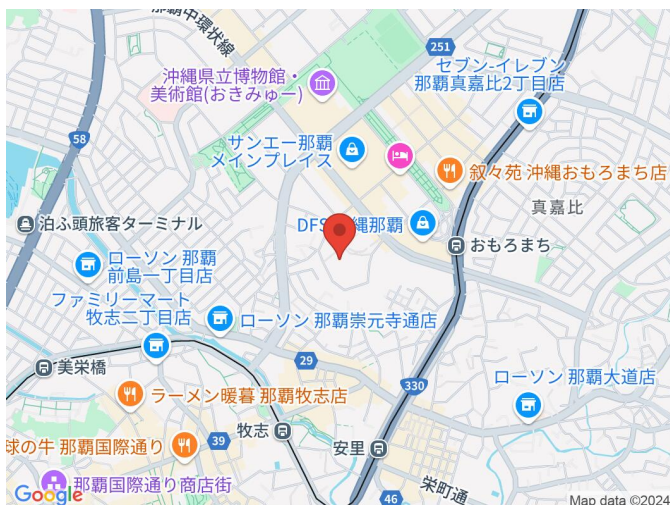 那覇中環状線
251
セブン-イレブン
那覇真嘉比2丁目店
沖縄県立博物館・
美術館(おきみゅー)
58
サンエー那覇
メインプレイス
叙々苑 沖縄おもろまち店
真嘉比
泊ふ頭旅客ターミナル
DFS
縄那覇
おもろまち
ローソン 那覇
前島一丁目店
ファミリーマート
牧志二丁目店
ローソン 那覇崇元寺通店
29
美栄橋
330
ローソン 那覇大道店
ラーメン暖暮 那覇牧志店
牧志
39
球の牛 那覇国際通り
安里
栄町通
那覇国際通り商店街
46
Google
Map data ©2024